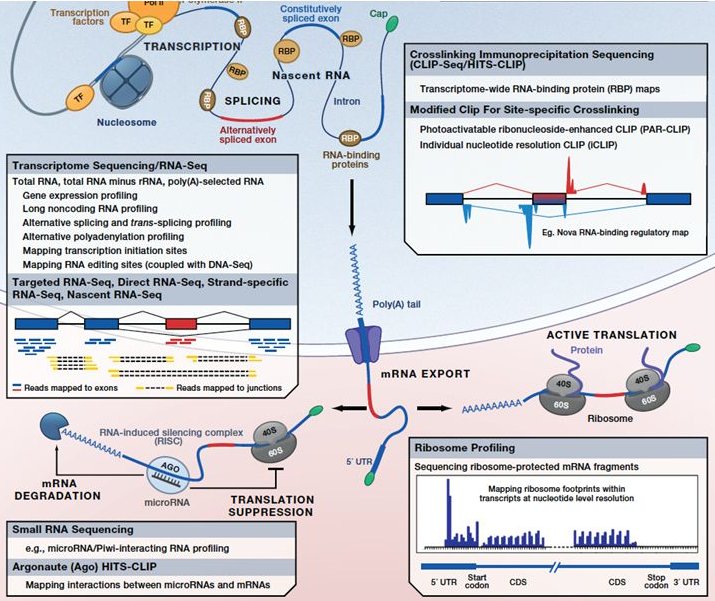 Transcription
factors
TF
TF
Pol II
Polymerase II
TF
Nucleosome
TRANSCRIPTION
RBP
RBP
RBP
SPLICING
Alternatively
spliced exon
Constitutively
spliced exon
RBP
RBP
Nascent RNA
Intron
Cap
RBP
RNA-binding
proteins
Crosslinking Immunoprecipitation Sequencing
(CLIP-Seq/HITS-CLIP)
Transcriptome-wide RNA-binding protein (RBP) maps
Modified Clip For Site-specific Crosslinking
Photoactivatable ribonucleoside-enhanced CLIP (PAR-CLIP)
Individual nucleotide resolution CLIP (iCLIP)
Eg. Nova RNA-binding regulatory map
Transcriptome Sequencing/RNA-Seq
Total RNA, total RNA minus rRNA, poly(A)-selected RNA
Gene expression profiling
Long noncoding RNA profiling
Alternative splicing and trans-splicing profiling
Alternative polyadenylation profiling
Mapping transcription initiation sites
Mapping RNA editing sites (coupled with DNA-Seq)
Targeted RNA-Seq, Direct RNA-Seq, Strand-specific
RNA-Seq, Nascent RNA-Seq
Reads mapped to exons
Reads mapped to junctions
AAAAAAAAA
Poly(A) tail
mRNA EXPORT
5´ UTR
ACTIVE TRANSLATION
Protein
40S
60S
40S
60S
AAAAAAAAA
Ribosome
AAAAAAAAA
RNA-induced silencing complex
(RISC)
AGO
microRNA
40S
60S
mRNA
DEGRADATION
TRANSLATION
SUPPRESSION
Small RNA Sequencing
e.g., microRNA/Piwi-interacting RNA profiling
Argonaute (Ago) HITS-CLIP
Mapping interactions between microRNAs and mRNAs
Ribosome Profiling
Sequencing ribosome-protected mRNA fragments
Mapping ribosome footprints within
transcripts at nucleotide level resolution
5´ UTR
Start
codon
CDS
CDS
Stop
codon
3´ UTR